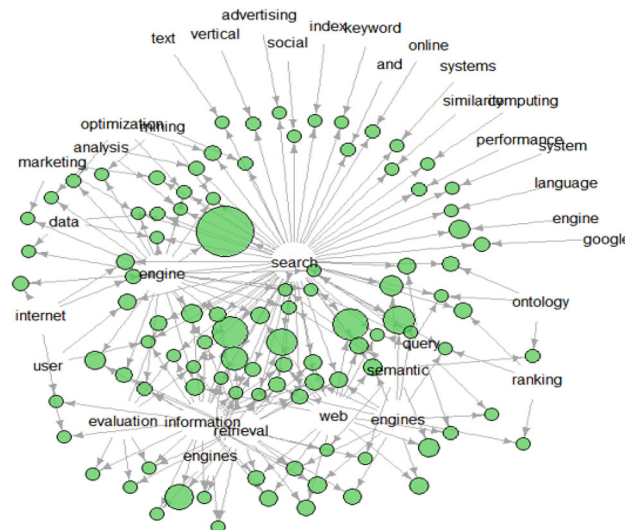 advertising
text
vertical
social
index
keyword
and
online
systems
similarity
computing
optimization
mining
analysis
performance
system
marketing
language
data
engine
google
search
engine
ontology
internet
user
query
semantic
ranking
evaluation
information
web
engines
retrieval
engines